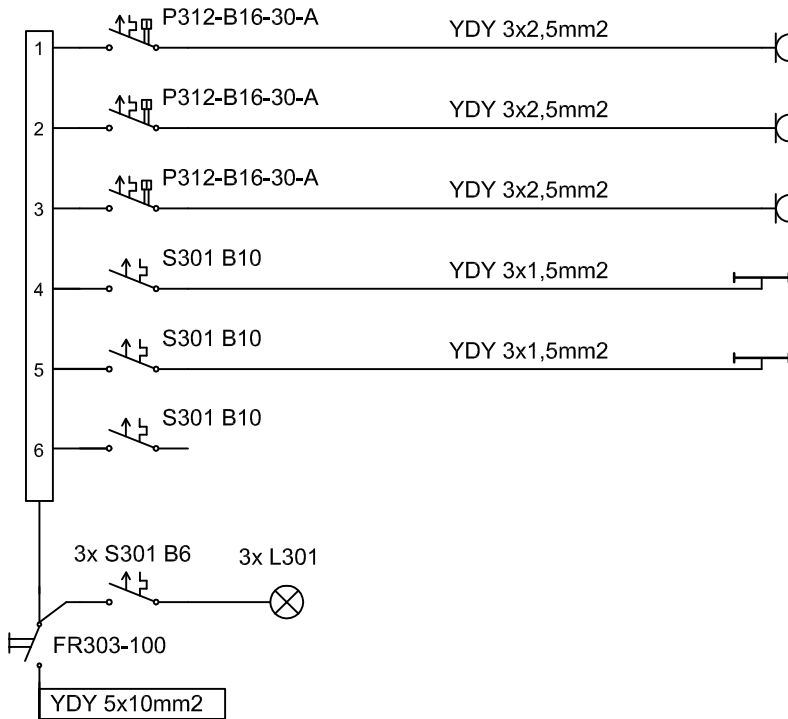 P312-B16-30-A YDY 3x2,5mm2
1
P312-B16-30-A YDY 3x2,5mm2
2
P312-B16-30-A YDY 3x2,5mm2
3
S301 B10 YDY 3x1,5mm2
4
S301 B10 YDY 3x1,5mm2
5
S301 B10
6
3x S301 B6 3x L301
FR303-100
YDY 5x10mm2